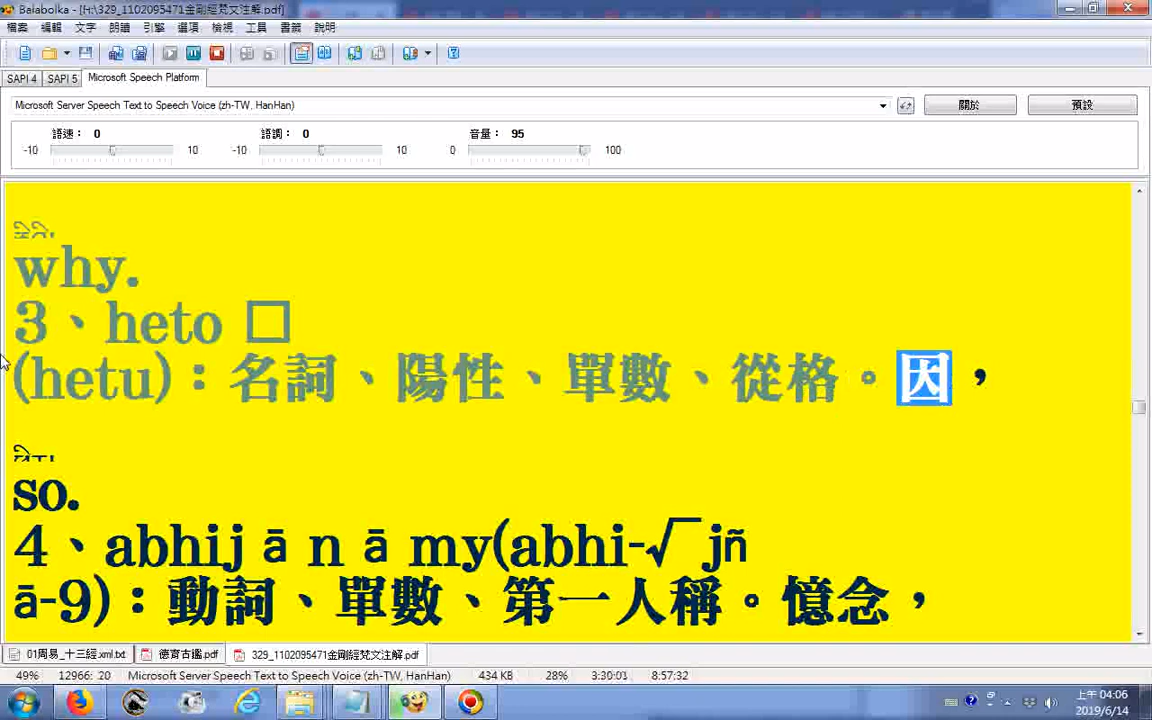 Balabolka - [H:\329_1102095471金剛經梵文注解.pdf]
檔案 編輯 文字 朗讀 引擎 選項 檢視 工具 書籤 說明
SAPI 4 SAPI 5 Microsoft Speech Platform
Microsoft Server Speech Text to Speech Voice (zh-TW, HanHan) 關於 預設
語速： 0 語調： 0 音量： 95
-10 10 -10 10 0 100
why.
3、heto □
(hetu)：名詞、陽性、單數、從格。因，
so.
4、abhij ā n ā my(abhi-√ jñ
ā-9)：動詞、單數、第一人稱。憶念，
01周易_十三經.xml.txt 德育古鑑.pdf 329_1102095471金剛經梵文注解.pdf
49% 12966: 20 Microsoft Server Speech Text to Speech Voice (zh-TW, HanHan) 434 KB 28% 3:30:01 8:57:32
上午 04:06
2019/6/14